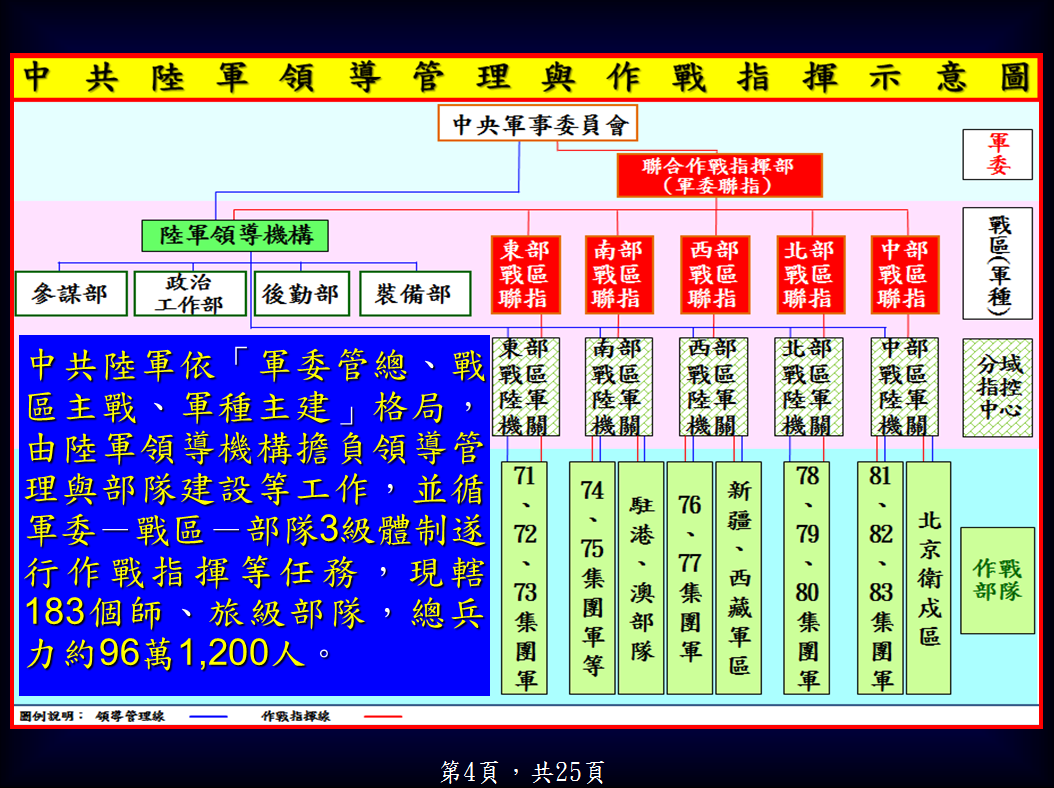 中共陸軍領導管理與作戰指揮示意圖
中央軍事委員會
聯合作戰指揮部
(軍委聯指)
軍
委
陸軍領導機構
戰區(軍種)
參謀部
政治
工作部
後勤部
裝備部
東部
戰區
聯指
南部
戰區
聯指
西部
戰區
聯指
北部
戰區
聯指
中部
戰區
聯指
東部
戰區
陸軍
機關
南部
戰區
陸軍
機關
西部
戰區
陸軍
機關
北部
戰區
陸軍
機關
中部
戰區
陸軍
機關
分域
指控
中心
中共陸軍依「軍委管總、戰
區主戰、軍種主建」格局，
由陸軍領導機構擔負領導管
理與部隊建設等工作，並循
軍委－戰區－部隊3級體制遂
行作戰指揮等任務，現轄
183個師、旅級部隊，總兵
力約96萬1,200人。
71、72、73集團軍
74、75集團軍等
駐港、澳部隊
76、77集團軍
新疆、西藏軍區
78、79、80集團軍
81、82、83集團軍
北京衛戍區
作戰
部隊
圖例說明： 領導管理線 作戰指揮線
第4頁，共25頁